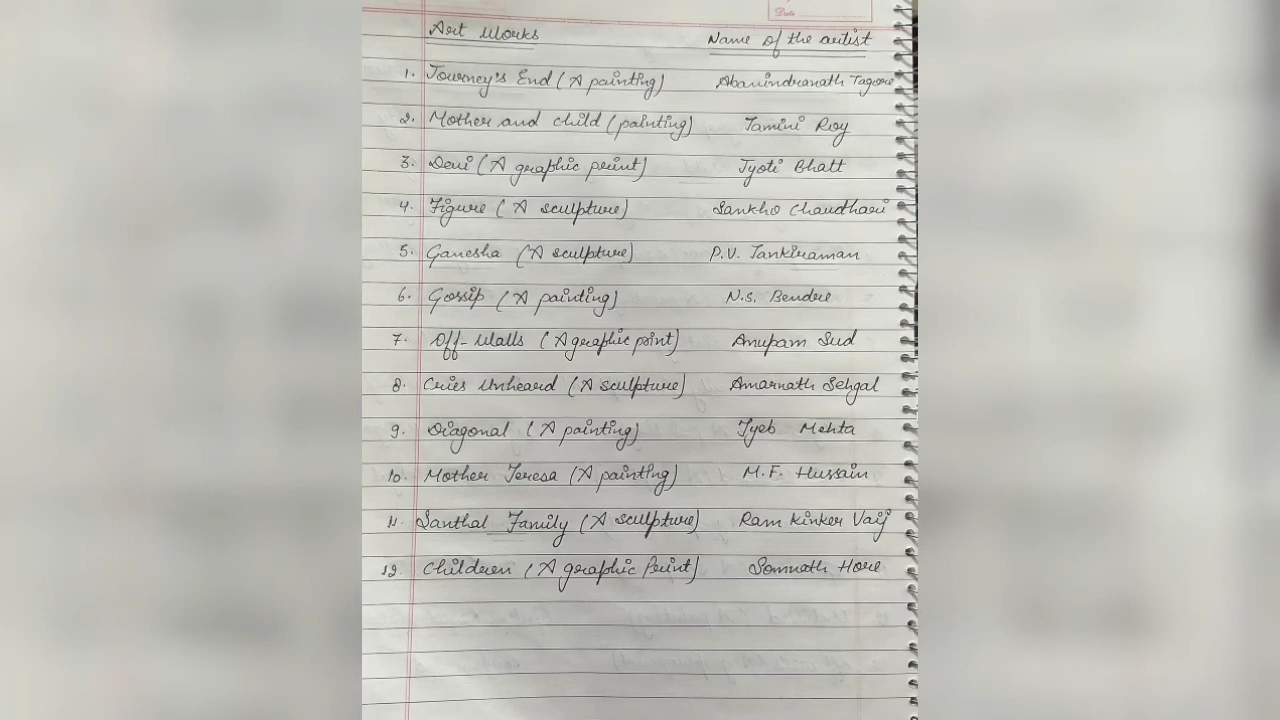 Date
Art Works Name of the artist
1. Journey's End (A painting) Abanindranath Tagore
2. Mother and child (painting) Jamini Roy
3. Devi (A graphic print) Jyoti Bhatt
4. Figure (A sculpture) Sankho Chaudhari
5. Ganesha (A sculpture) P.V. Jankiraman
6. Gossip (A painting) N.S. Bendre
7. Off-Walls (A graphic print) Anupam Sud
8. Cries Unheard (A sculpture) Amarnath Sehgal
9. Diagonal (A painting) Tyeb Mehta
10. Mother Teresa (A painting) M.F. Hussain
11. Santhal Family (A sculpture) Ram Kinker Vaij
12. Children (A graphic Print) Somnath Hore